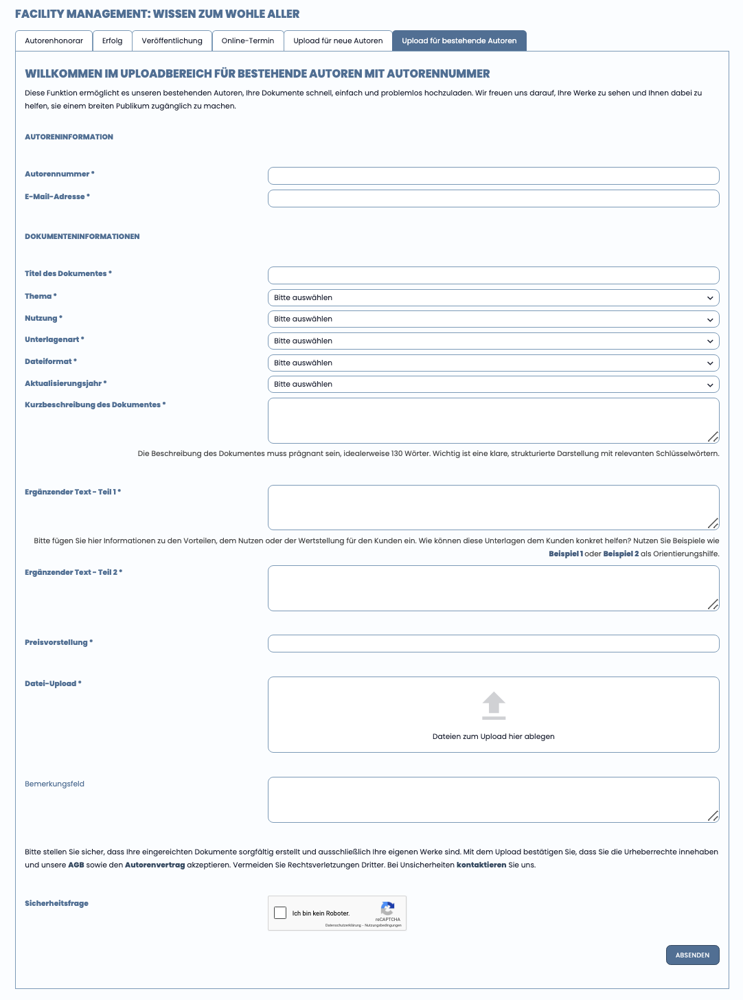 FACILITY MANAGEMENT: WISSEN ZUM WOHLE ALLER
Autorenhonorar
Erfolg
Veröffentlichung
Online-Termin
Upload für neue Autoren
Upload für bestehende Autoren
WILLKOMMEN IM UPLOADBEREICH FÜR BESTEHENDE AUTOREN MIT AUTORENNUMMER
Diese Funktion ermöglicht es unseren bestehenden Autoren, Ihre Dokumente schnell, einfach und problemlos hochzuladen. Wir freuen uns darauf, Ihre Werke zu sehen und Ihnen dabei zu
helfen, sie einem breiten Publikum zugänglich zu machen.
AUTORENINFORMATION
Autorennummer *
E-Mail-Adresse *
DOKUMENTENINFORMATIONEN
Titel des Dokumentes *
Thema *
Bitte auswählen
Nutzung *
Bitte auswählen
Unterlagenart *
Bitte auswählen
Dateiformat *
Bitte auswählen
Aktualisierungsjahr *
Bitte auswählen
Kurzbeschreibung des Dokumentes *
Die Beschreibung des Dokumentes muss prägnant sein, idealerweise 130 Wörter. Wichtig ist eine klare, strukturierte Darstellung mit relevanten Schlüsselwörtern.
Ergänzender Text - Teil 1 *
Bitte fügen Sie hier Informationen zu den Vorteilen, dem Nutzen oder der Wertstellung für den Kunden ein. Wie können diese Unterlagen dem Kunden konkret helfen? Nutzen Sie Beispiele wie
Beispiel 1 oder Beispiel 2 als Orientierungshilfe.
Ergänzender Text - Teil 2 *
Preisvorstellung *
Datei-Upload *
Dateien zum Upload hier ablegen
Bemerkungsfeld
Bitte stellen Sie sicher, dass Ihre eingereichten Dokumente sorgfältig erstellt und ausschließlich Ihre eigenen Werke sind. Mit dem Upload bestätigen Sie, dass Sie die Urheberrechte innehaben
und unsere AGB sowie den Autorenvertrag akzeptieren. Vermeiden Sie Rechtsverletzungen Dritter. Bei Unsicherheiten kontaktieren Sie uns.
Sicherheitsfrage
Ich bin kein Roboter.
reCAPTCHA
Datenschutzerklärung - Nutzungsbedingungen
ABSENDEN